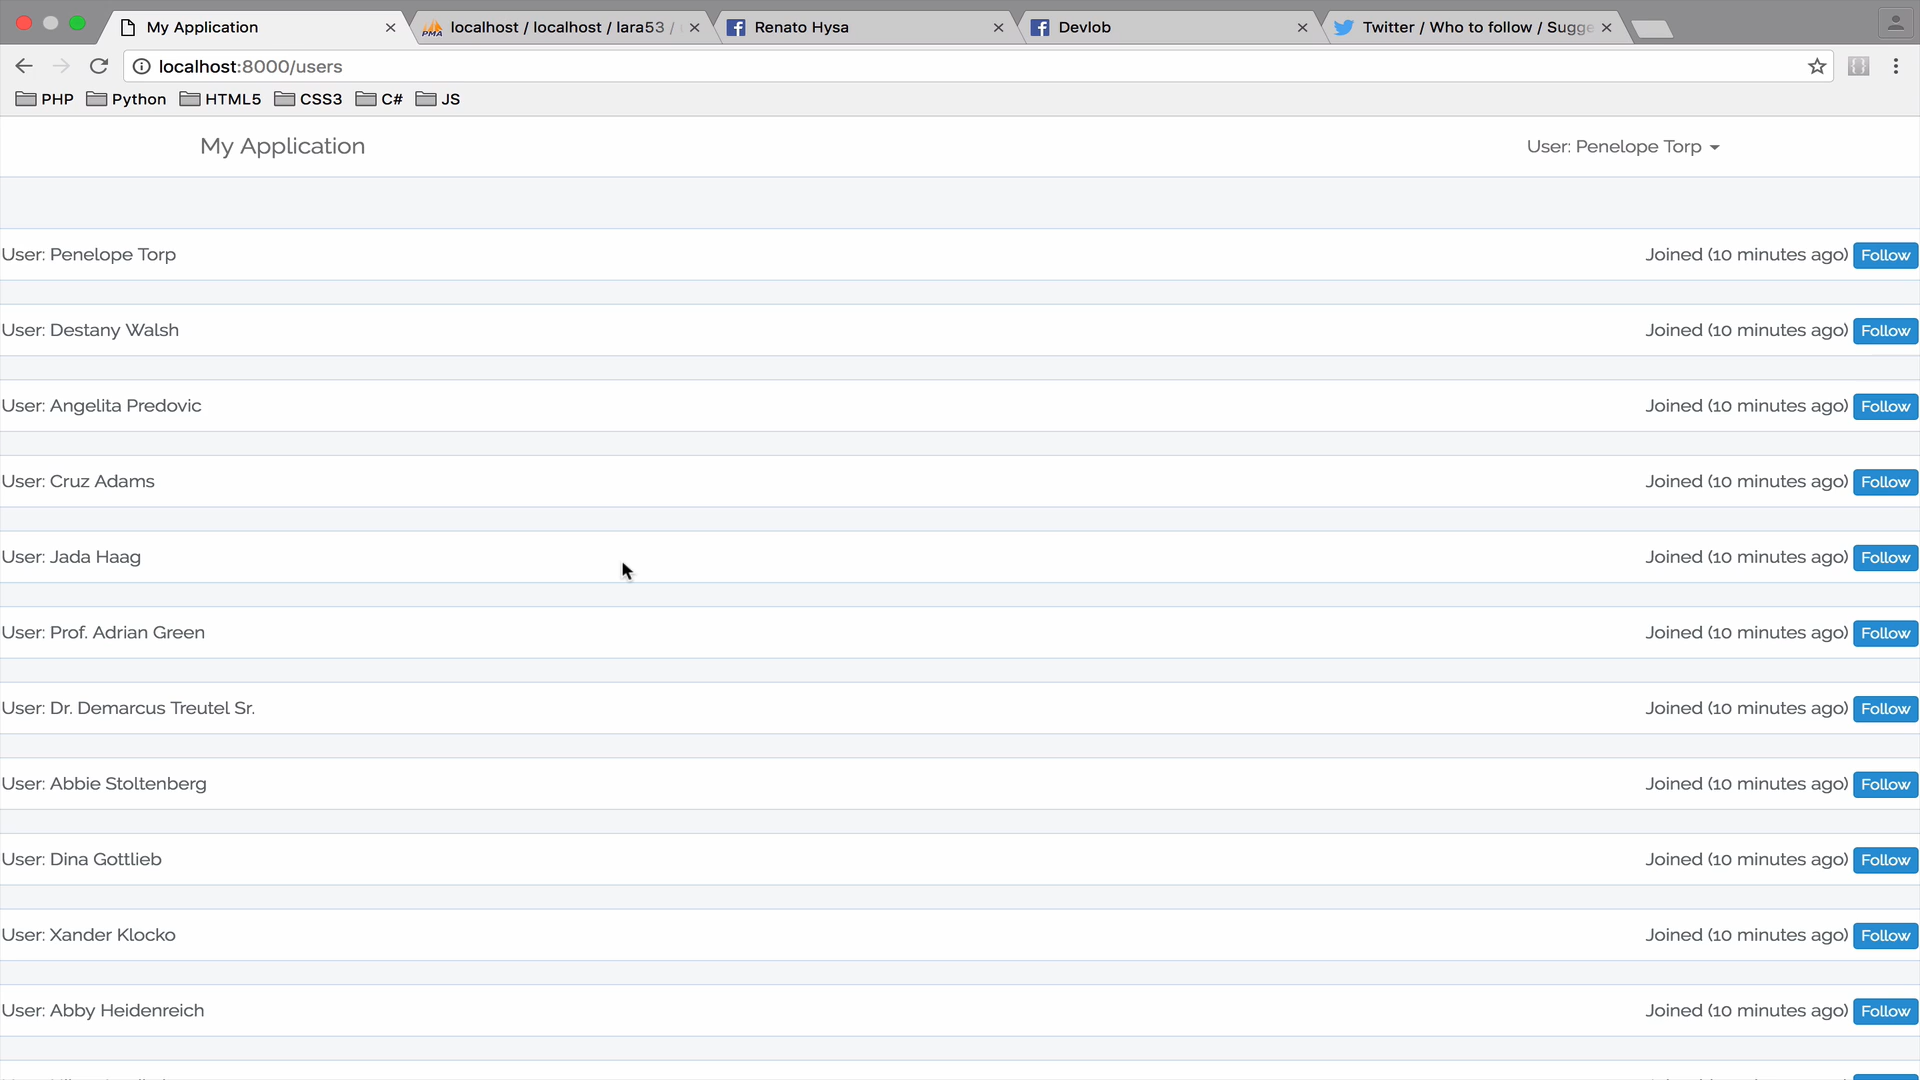 My Application
localhost / localhost / lara53 /
Renato Hysa
Devlob
Twitter / Who to follow / Sugge
localhost:8000/users
PHP Python HTML5 CSS3 C# JS
My Application User: Penelope Torp
User: Penelope Torp Joined (10 minutes ago) Follow
User: Destany Walsh Joined (10 minutes ago) Follow
User: Angelita Predovic Joined (10 minutes ago) Follow
User: Cruz Adams Joined (10 minutes ago) Follow
User: Jada Haag Joined (10 minutes ago) Follow
User: Prof. Adrian Green Joined (10 minutes ago) Follow
User: Dr. Demarcus Treutel Sr. Joined (10 minutes ago) Follow
User: Abbie Stoltenberg Joined (10 minutes ago) Follow
User: Dina Gottlieb Joined (10 minutes ago) Follow
User: Xander Klocko Joined (10 minutes ago) Follow
User: Abby Heidenreich Joined (10 minutes ago) Follow